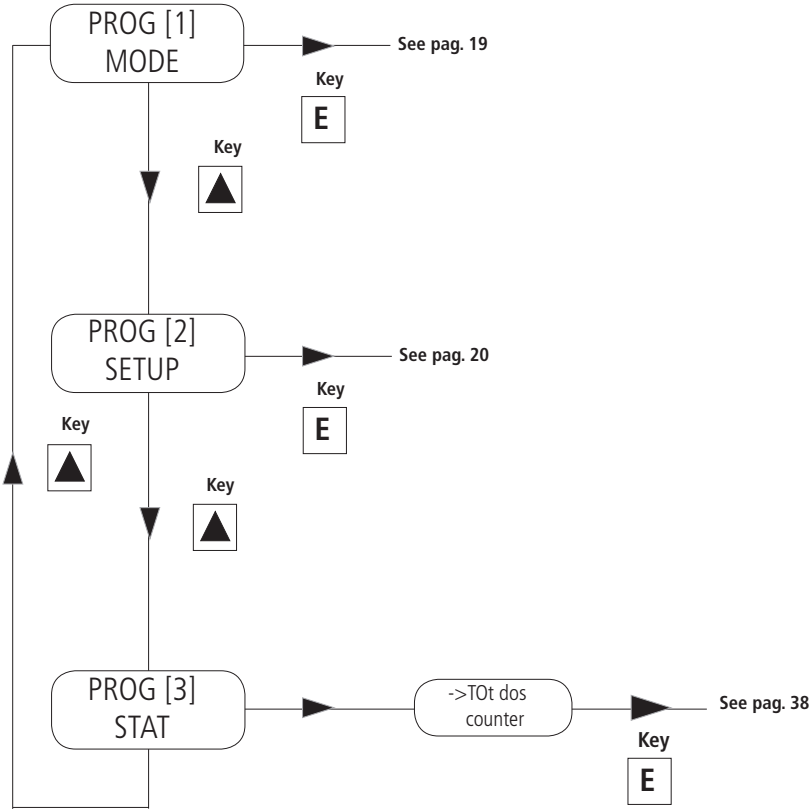 PROG [1]
MODE
See pag. 19
Key
E
Key
PROG [2]
SETUP
See pag. 20
Key
E
Key
Key
PROG [3]
STAT
->TOt dos
counter
See pag. 38
Key
E